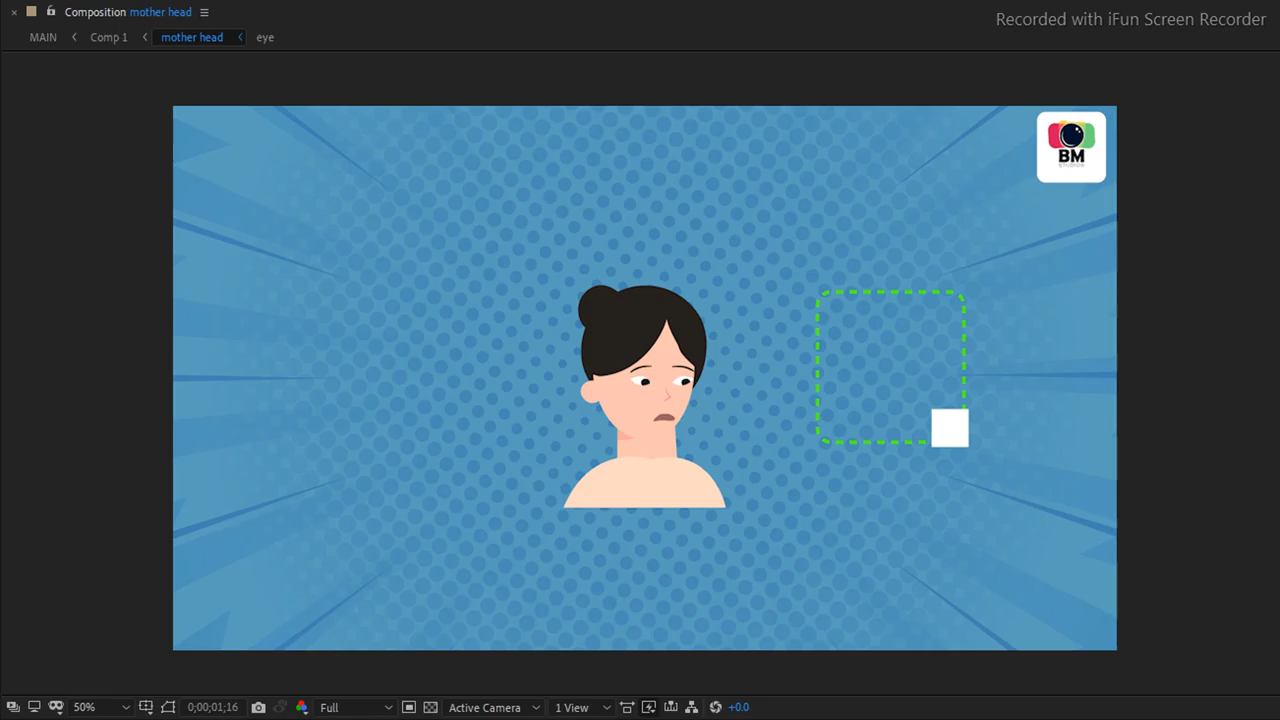 Composition mother head
Recorded with iFun Screen Recorder
MAIN Comp 1 mother head eye
BM
STUDIOS
50% 0;00;01;16 Full Active Camera 1 View +0.0